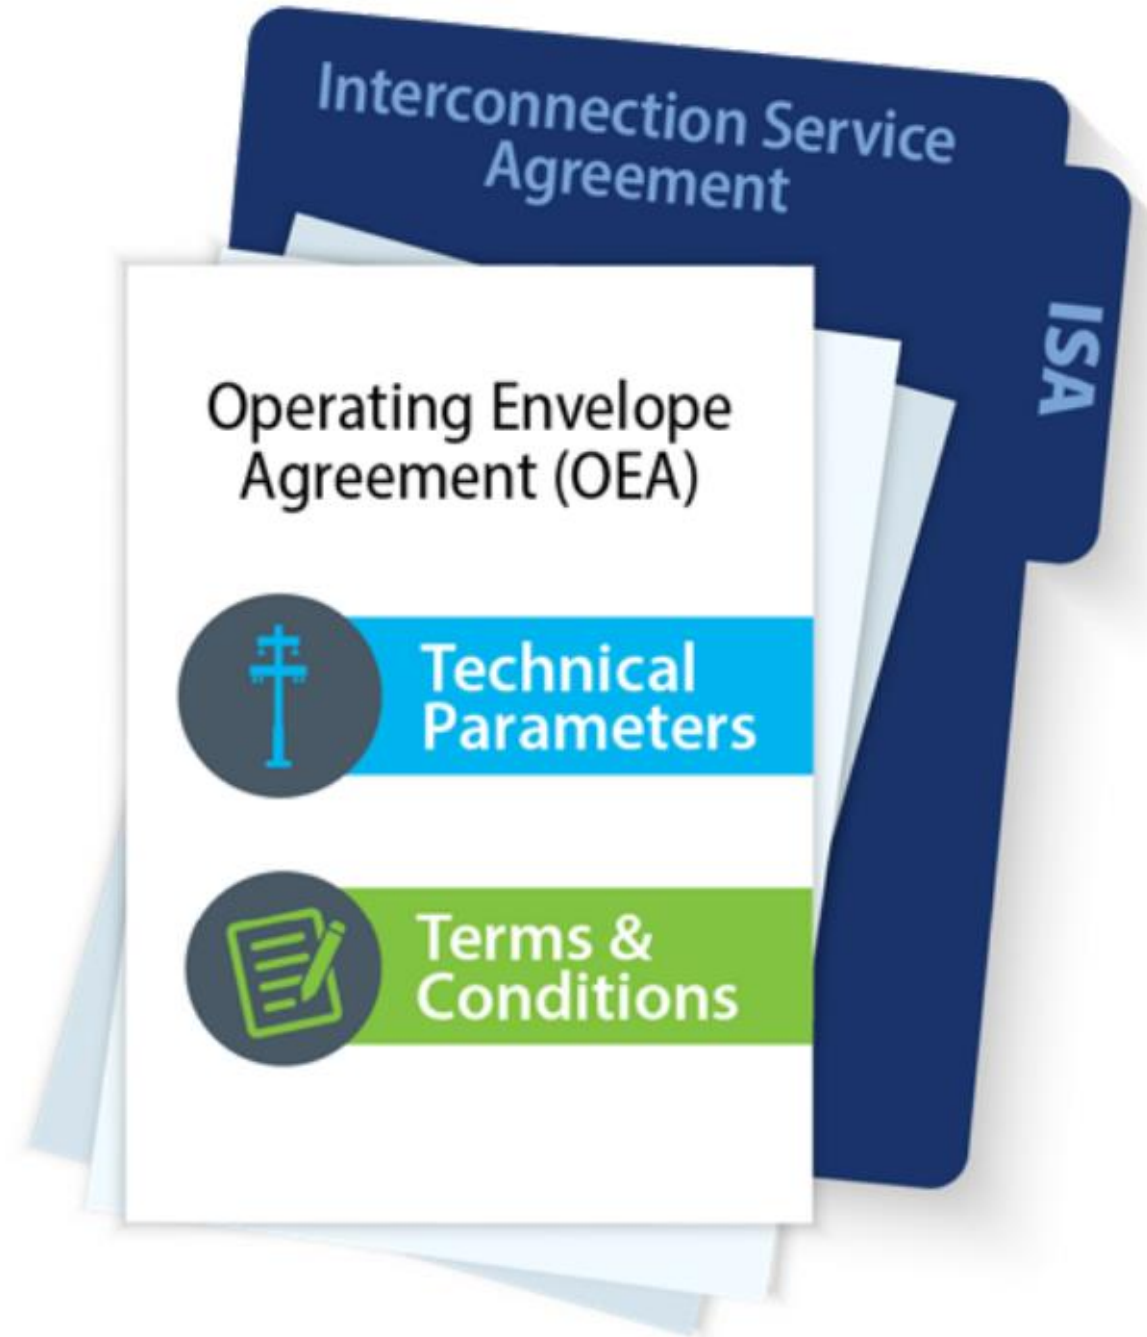 Interconnection Service
Agreement
ISA
Operating Envelope
Agreement (OEA)
Technical
Parameters
Terms &
Conditions